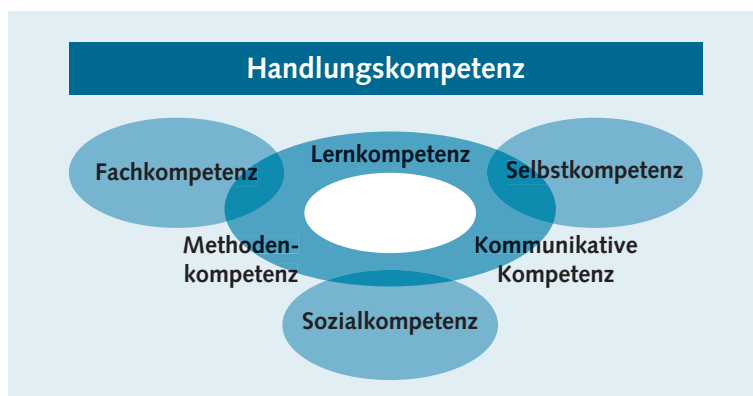 Handlungskompetenz
Lernkompetenz
Fachkompetenz
Selbstkompetenz
Methoden-
kompetenz
Kommunikative
Kompetenz
Sozialkompetenz